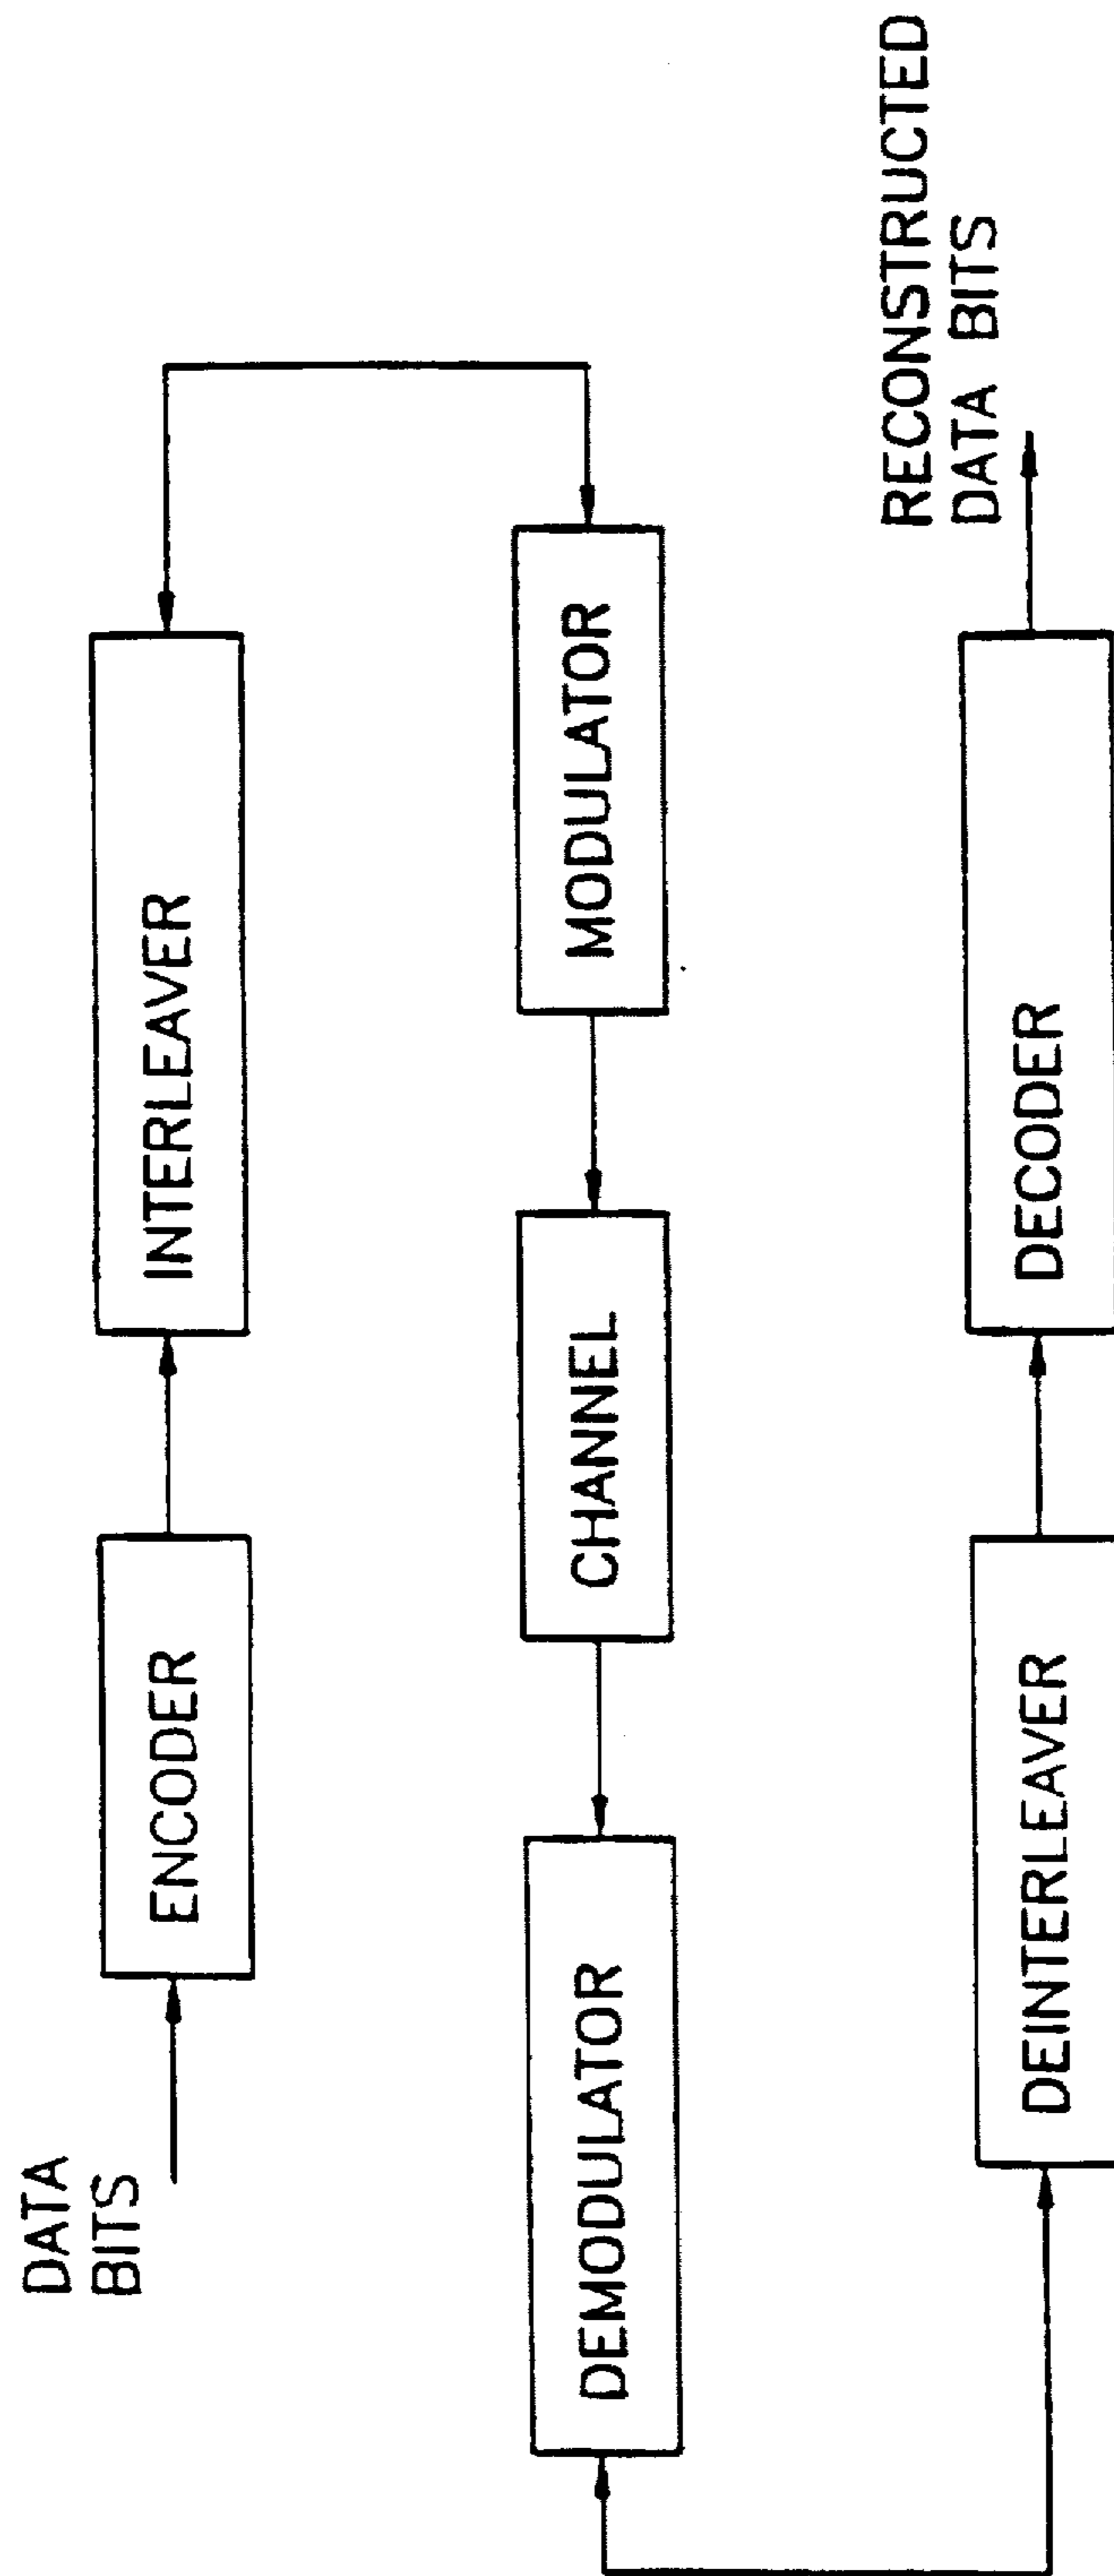 DATA
BITS
ENCODER
INTERLEAVER
MODULATOR
CHANNEL
DEMODULATOR
DEINTERLEAVER
DECODER
RECONSTRUCTED
DATA BITS